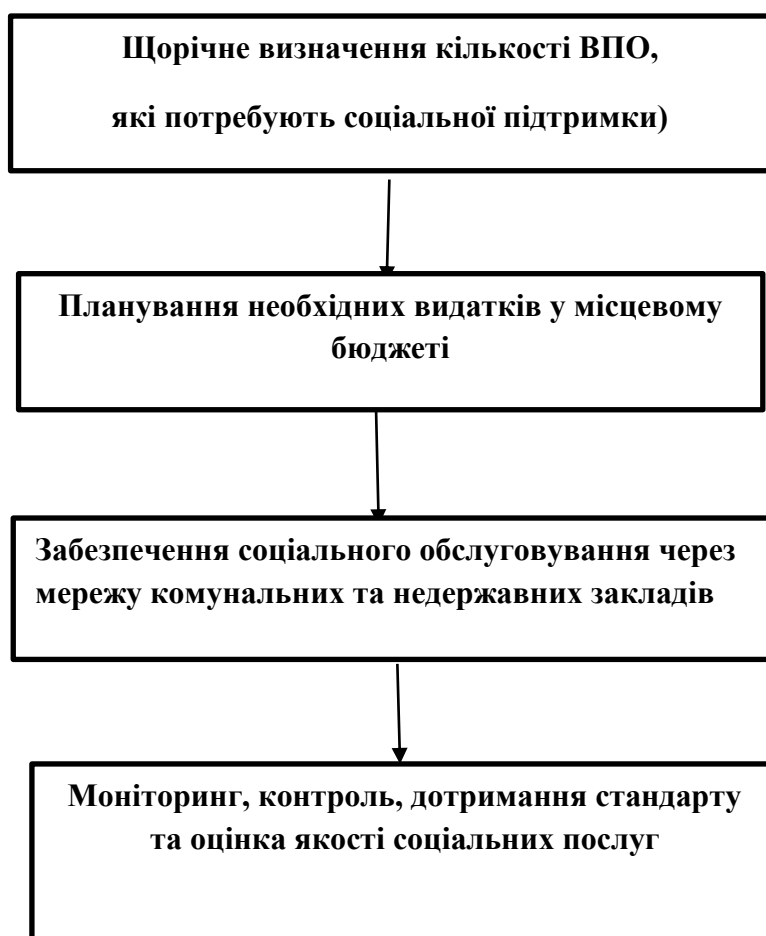 Щорічне визначення кількості ВПО,
які потребують соціальної підтримки)
Планування необхідних видатків у місцевому
бюджеті
Забезпечення соціального обслуговування через
мережу комунальних та недержавних закладів
Моніторинг, контроль, дотримання стандарту
та оцінка якості соціальних послуг